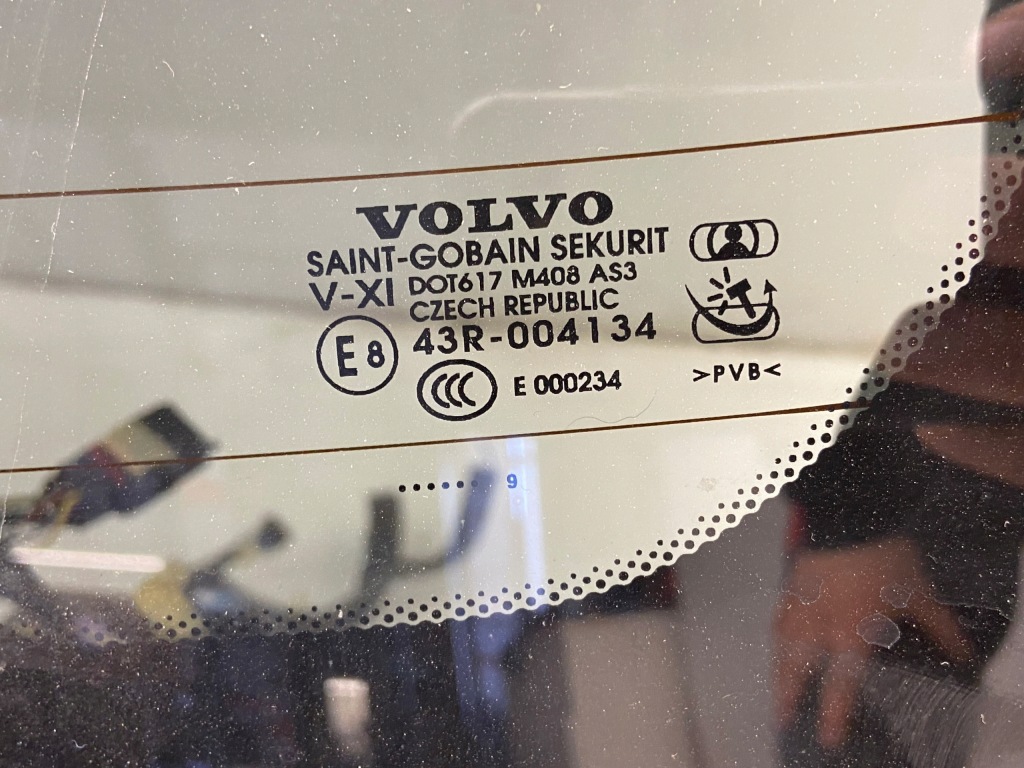 VOLVO
SAINT-GOBAIN SEKURIT
V-XI DOT617 M408 AS3
CZECH REPUBLIC
E8 43R-004134
CCC E 000234
>PVB<
...... 9